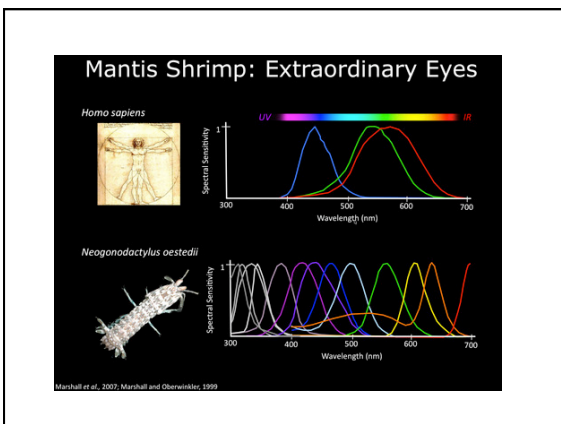 Mantis Shrimp: Extraordinary Eyes
Homo sapiens
UV
IR
1
Spectral Sensitivity
300
400
500
600
700
Wavelength (nm)
Neogonodactylus oestedii
1
Spectral Sensitivity
300
400
500
600
700
Wavelength (nm)
Marshall et al., 2007; Marshall and Oberwinkler, 1999